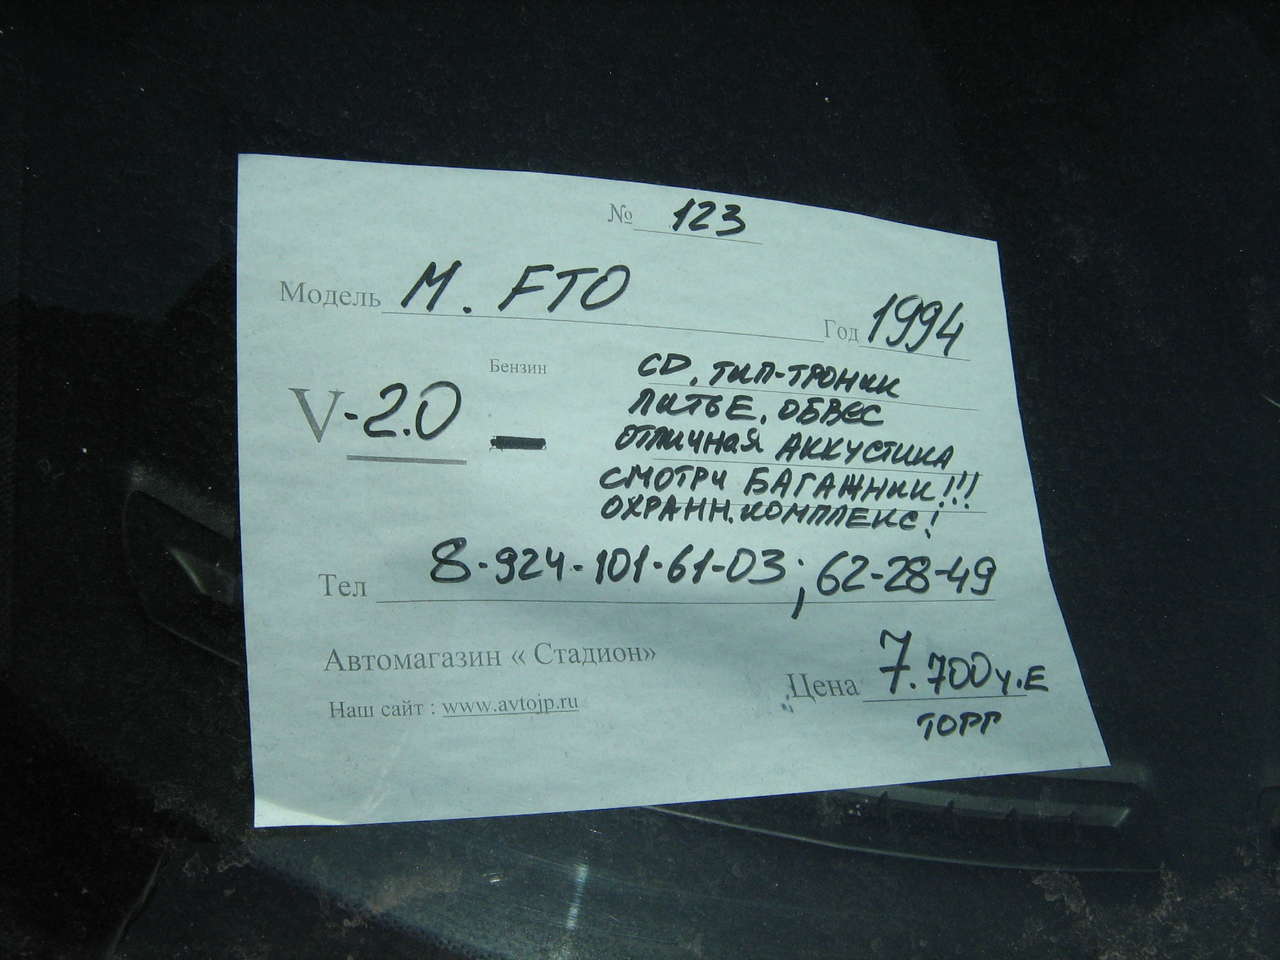 № 123
Модель М. FTO
Год 1994
V-2.0
Бензин
CD, ТИП-ТРОНИК
ЛИТЬЕ, ОБВЕС
ОТЛИЧНАЯ АККУСТИКА
СМОТРИ БАГАЖНИК!!!
ОХРАНН. КОМПЛЕКС!
Тел 8-924-101-61-03; 62-28-49
Автомагазин « Стадион»
Цена 7.700 у.Е
Наш сайт : www.avtojp.ru
ТОРГ